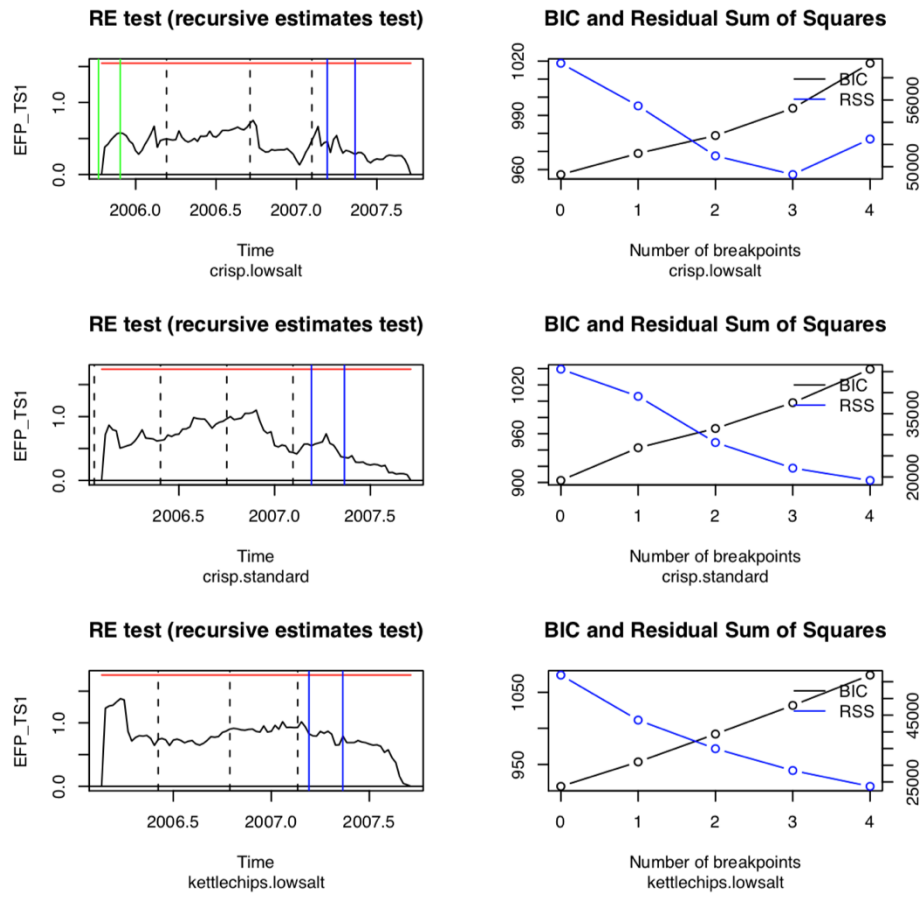 RE test (recursive estimates test)
EFP_TS1
0.0
1.0
2006.0 2006.5 2007.0 2007.5
Time
crisp.lowsalt
BIC and Residual Sum of Squares
1020
990
960
BIC
RSS
56000
50000
0 1 2 3 4
Number of breakpoints
crisp.lowsalt
RE test (recursive estimates test)
EFP_TS1
0.0
1.0
2006.5 2007.0 2007.5
Time
crisp.standard
BIC and Residual Sum of Squares
1020
960
900
BIC
RSS
35000
20000
0 1 2 3 4
Number of breakpoints
crisp.standard
RE test (recursive estimates test)
EFP_TS1
0.0
1.0
2006.5 2007.0 2007.5
Time
kettlechips.lowsalt
BIC and Residual Sum of Squares
1050
950
BIC
RSS
45000
25000
0 1 2 3 4
Number of breakpoints
kettlechips.lowsalt